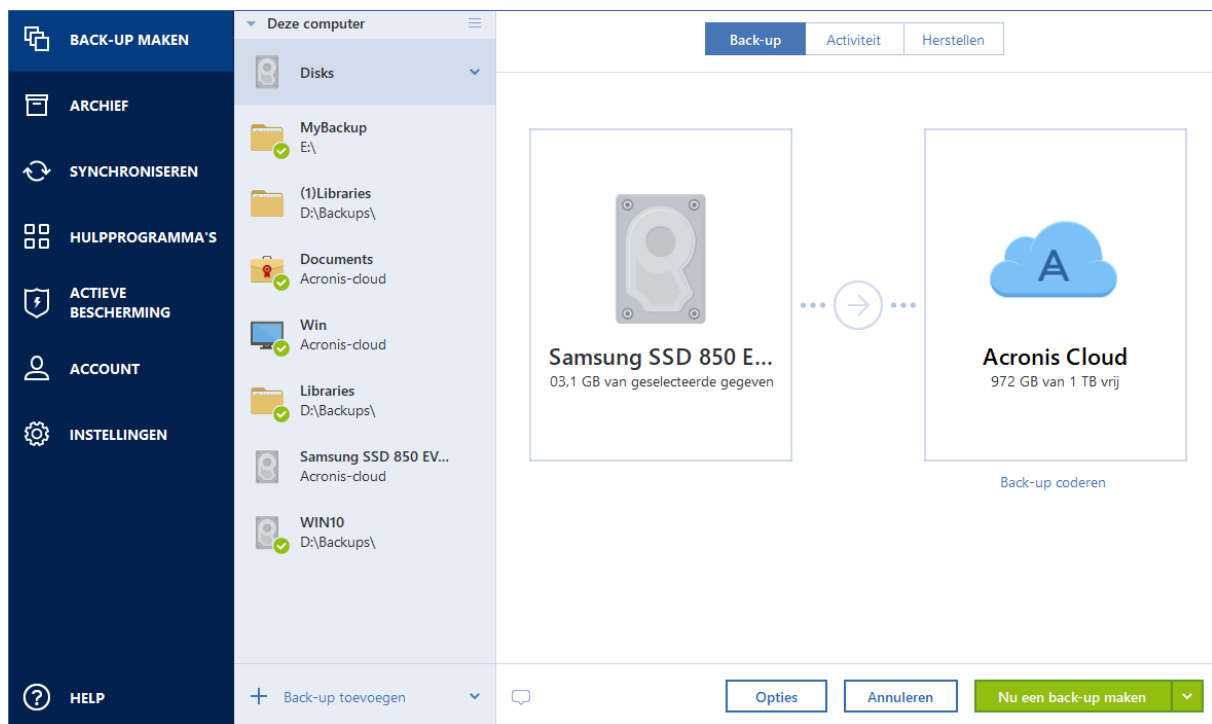 BACK-UP MAKEN
ARCHIEF
SYNCHRONISEREN
HULPPROGRAMMA'S
ACTIEVE
BESCHERMING
ACCOUNT
INSTELLINGEN
HELP
Deze computer
Disks
MyBackup
E:\
(1)Libraries
D:\Backups\
Documents
Acronis-cloud
Win
Acronis-cloud
Libraries
D:\Backups\
Samsung SSD 850 EV...
Acronis-cloud
WIN10
D:\Backups\
Back-up toevoegen
Back-up
Activiteit
Herstellen
Samsung SSD 850 E...
03,1 GB van geselecteerde gegeven
Acronis Cloud
972 GB van 1 TB vrij
Back-up coderen
Opties
Annuleren
Nu een back-up maken